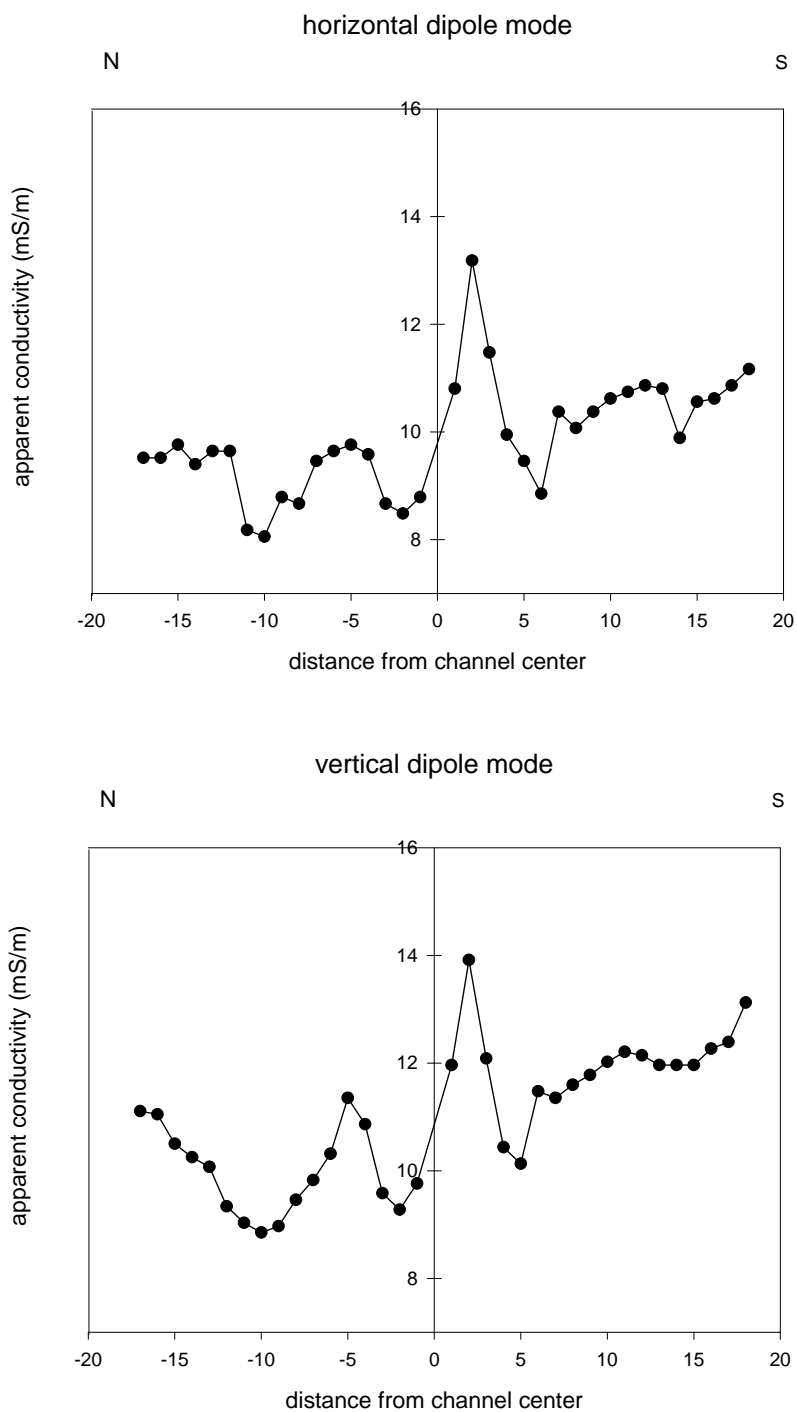 horizontal dipole mode
N S
apparent conductivity (mS/m)
16
14
12
10
8
-20 -15 -10 -5 0 5 10 15 20
distance from channel center
vertical dipole mode
N S
apparent conductivity (mS/m)
16
14
12
10
8
-20 -15 -10 -5 0 5 10 15 20
distance from channel center